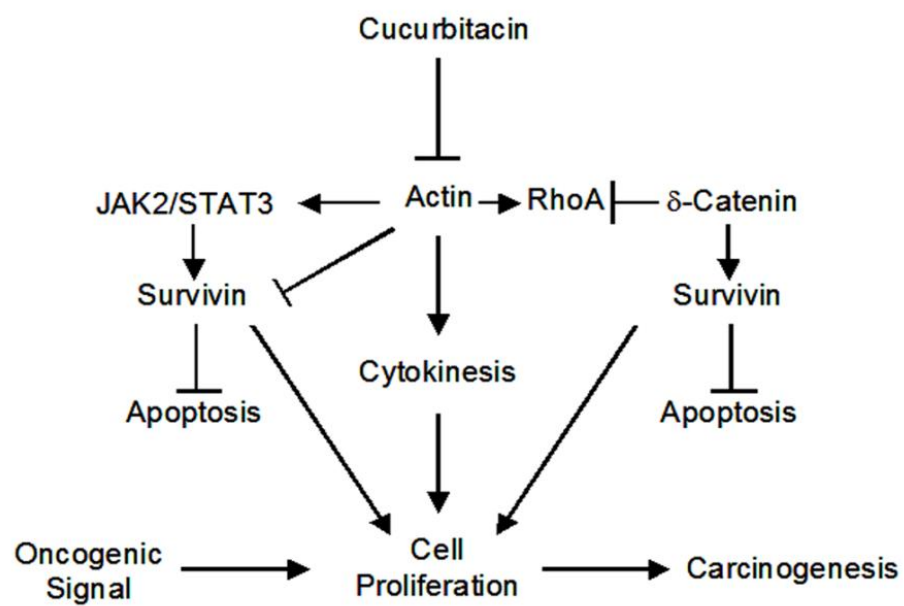 Cucurbitacin
JAK2/STAT3
Actin
RhoA
δ-Catenin
Survivin
Survivin
Cytokinesis
Apoptosis
Apoptosis
Oncogenic
Signal
Cell
Proliferation
Carcinogenesis